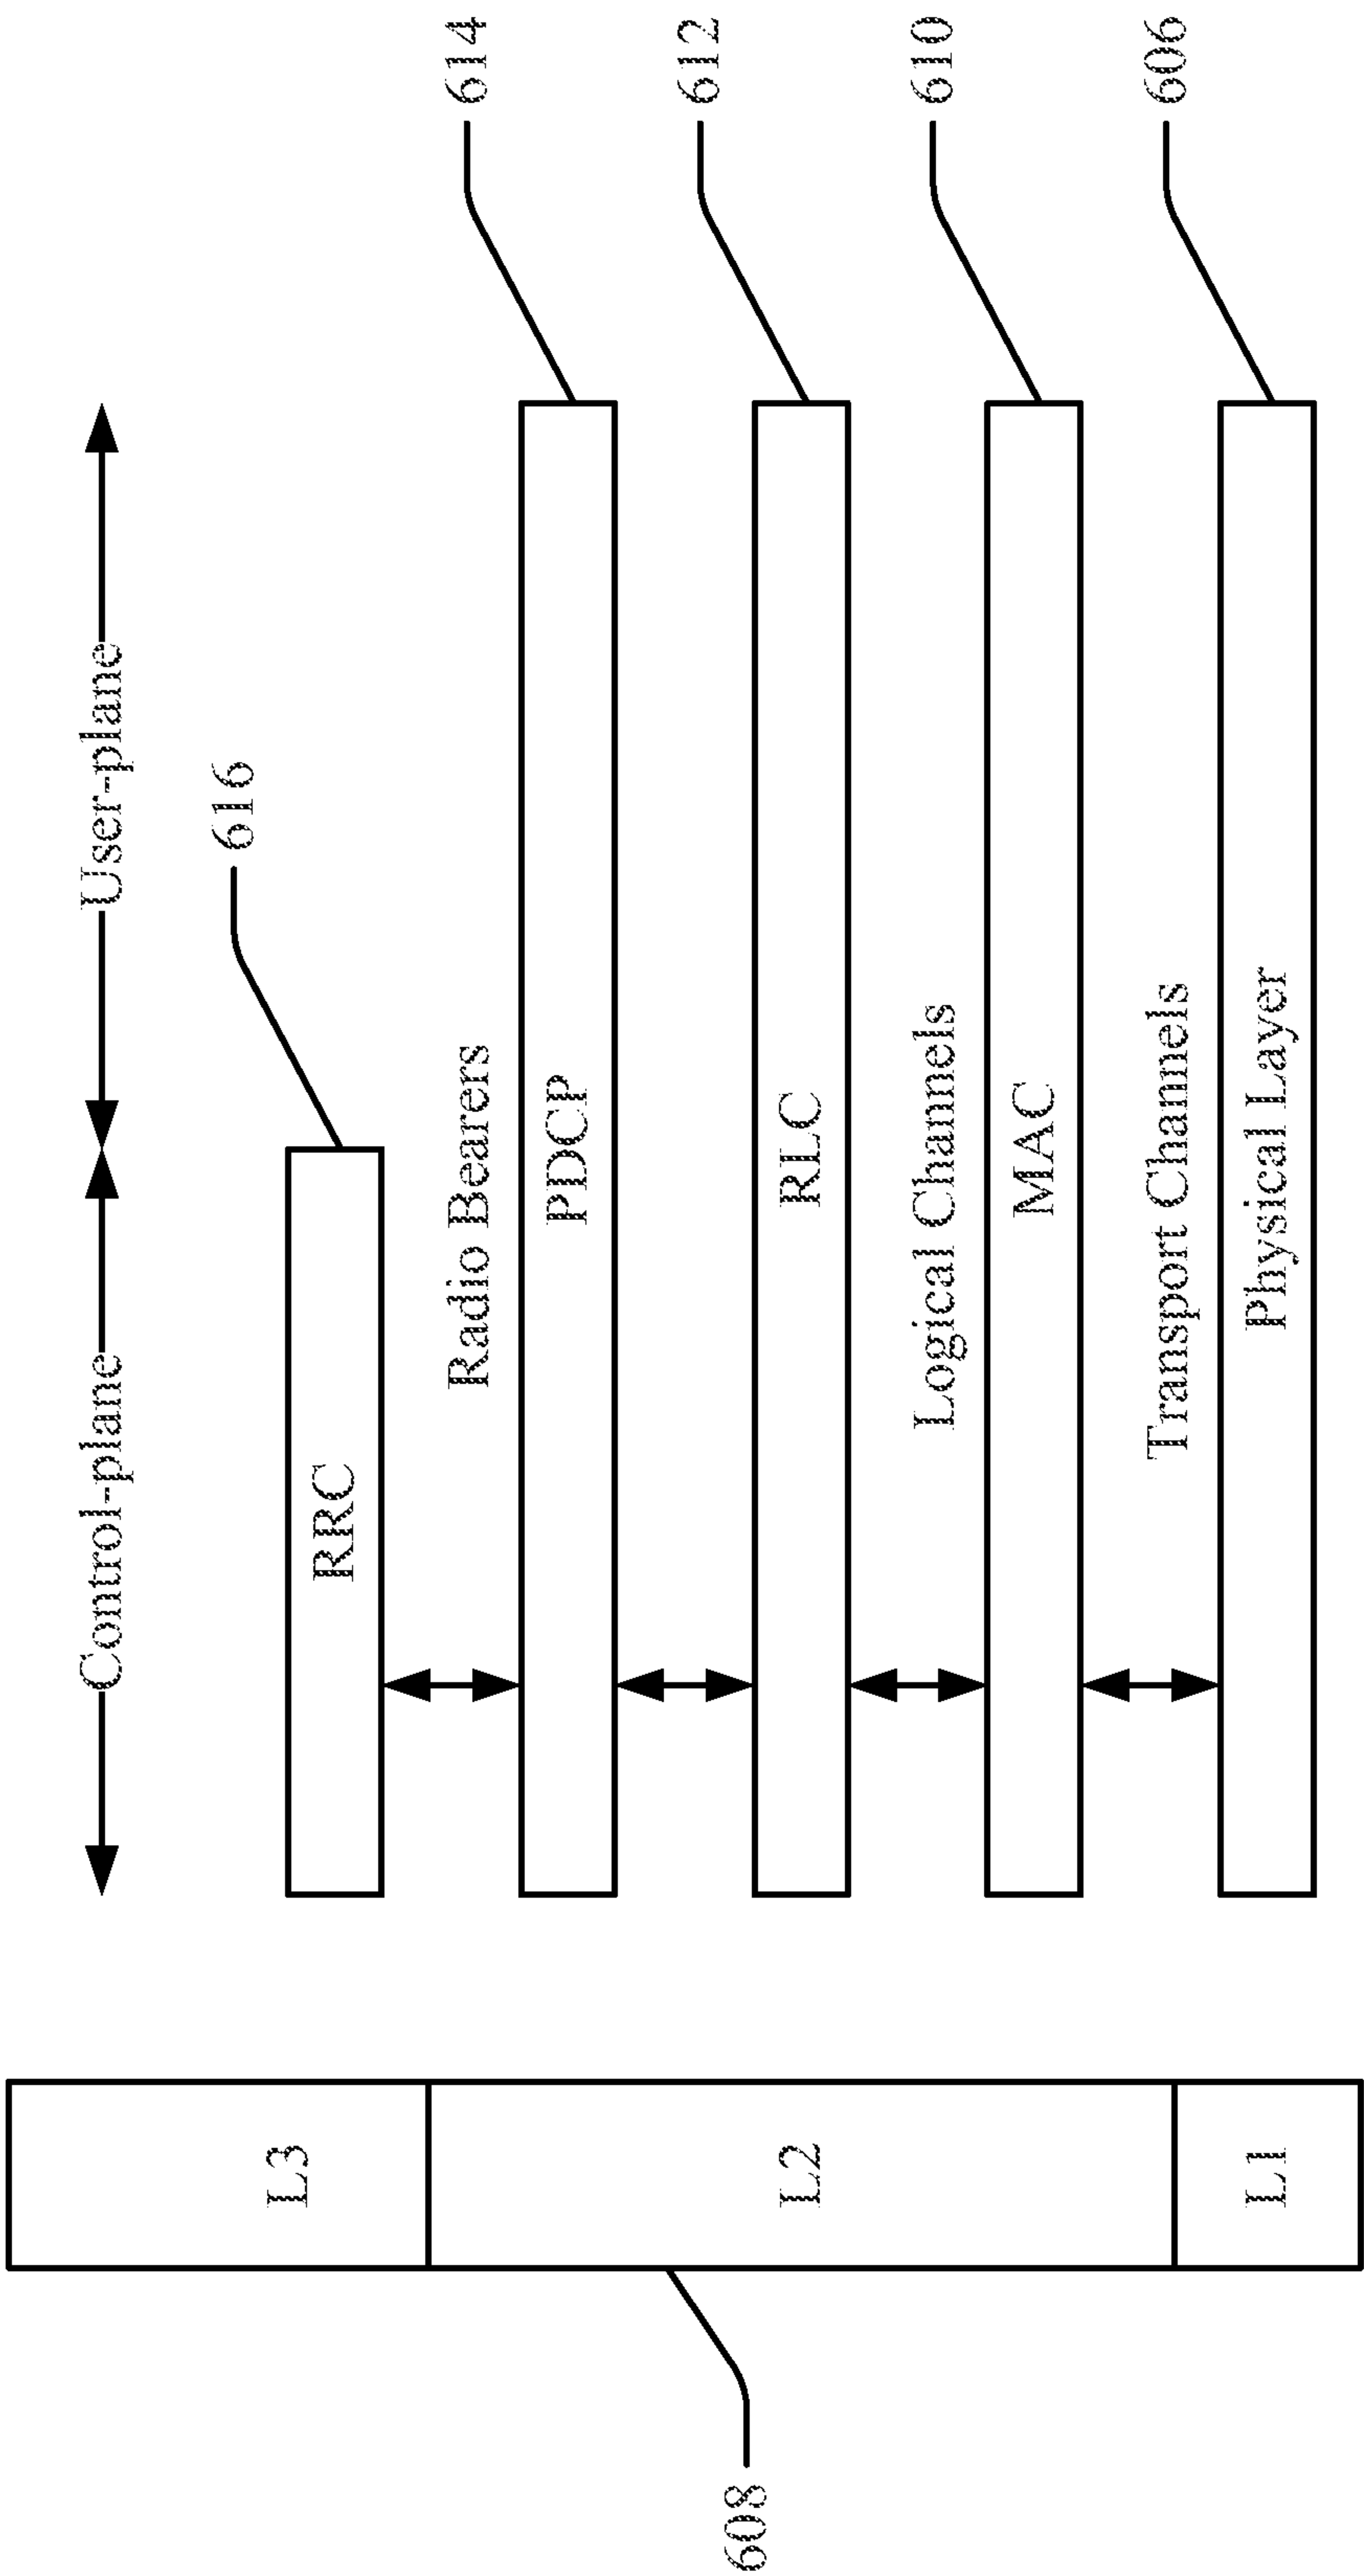 Control-plane
User-plane
616
RRC
L3
Radio Bearers
614
PDCP
612
RLC
L2
608
Logical Channels
610
MAC
Transport Channels
606
Physical Layer
L1